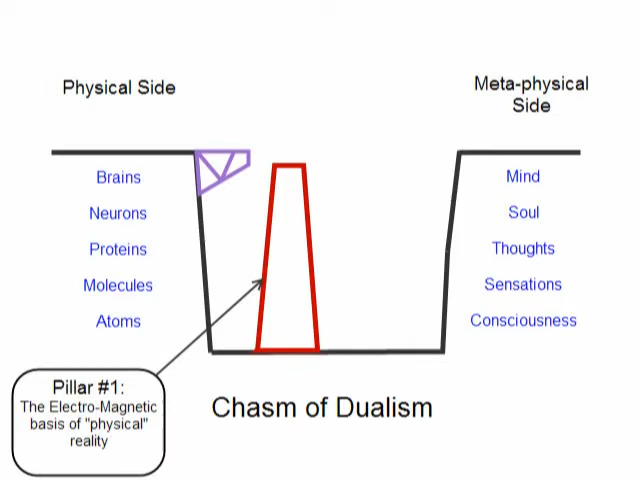 Physical Side
Meta-physical
Side
Brains
Neurons
Proteins
Molecules
Atoms
Mind
Soul
Thoughts
Sensations
Consciousness
Pillar #1:
The Electro-Magnetic
basis of "physical"
reality
Chasm of Dualism